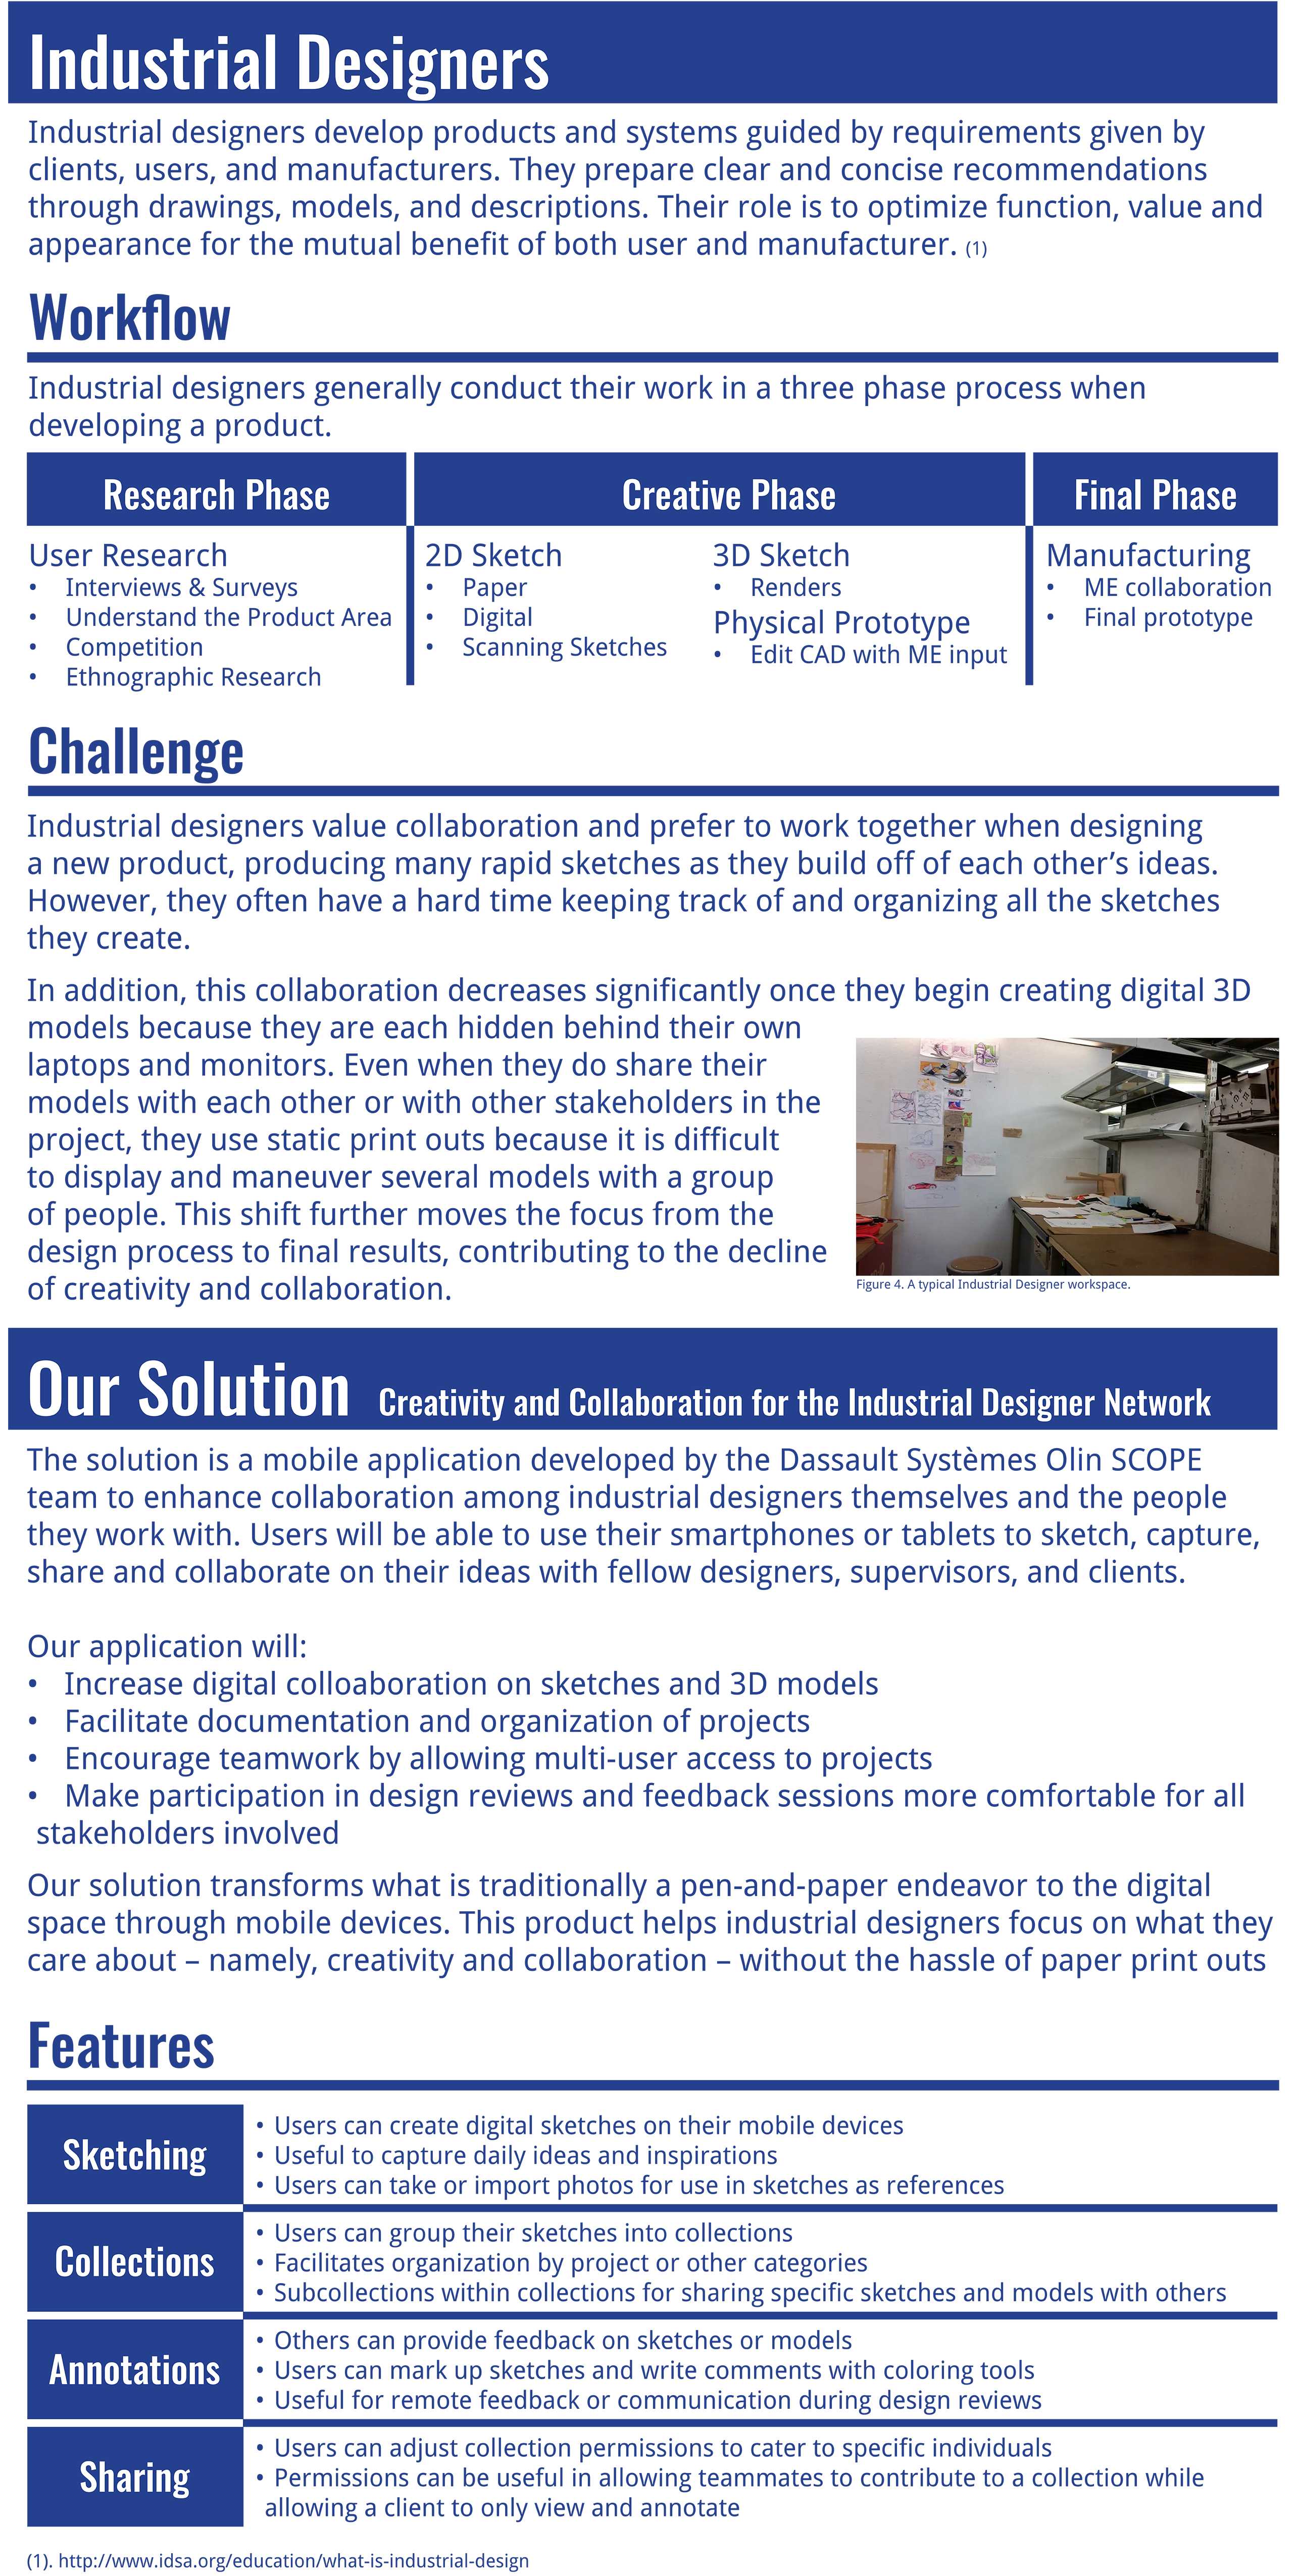 Industrial Designers
Industrial designers develop products and systems guided by requirements given by
clients, users, and manufacturers. They prepare clear and concise recommendations
through drawings, models, and descriptions. Their role is to optimize function, value and
appearance for the mutual benefit of both user and manufacturer. (1)
Workflow
Industrial designers generally conduct their work in a three phase process when
developing a product.
Research Phase
User Research
• Interviews & Surveys
• Understand the Product Area
• Competition
• Ethnographic Research
Creative Phase
2D Sketch
• Paper
• Digital
• Scanning Sketches
3D Sketch
• Renders
Physical Prototype
• Edit CAD with ME input
Final Phase
Manufacturing
• ME collaboration
• Final prototype
Challenge
Industrial designers value collaboration and prefer to work together when designing
a new product, producing many rapid sketches as they build off of each other’s ideas.
However, they often have a hard time keeping track of and organizing all the sketches
they create.
In addition, this collaboration decreases significantly once they begin creating digital 3D
models because they are each hidden behind their own
laptops and monitors. Even when they do share their
models with each other or with other stakeholders in the
project, they use static print outs because it is difficult
to display and maneuver several models with a group
of people. This shift further moves the focus from the
design process to final results, contributing to the decline
of creativity and collaboration.
Figure 4. A typical Industrial Designer workspace.
Our Solution Creativity and Collaboration for the Industrial Designer Network
The solution is a mobile application developed by the Dassault Systèmes Olin SCOPE
team to enhance collaboration among industrial designers themselves and the people
they work with. Users will be able to use their smartphones or tablets to sketch, capture,
share and collaborate on their ideas with fellow designers, supervisors, and clients.
Our application will:
• Increase digital colloaboration on sketches and 3D models
• Facilitate documentation and organization of projects
• Encourage teamwork by allowing multi-user access to projects
• Make participation in design reviews and feedback sessions more comfortable for all
stakeholders involved
Our solution transforms what is traditionally a pen-and-paper endeavor to the digital
space through mobile devices. This product helps industrial designers focus on what they
care about – namely, creativity and collaboration – without the hassle of paper print outs
Features
Sketching
• Users can create digital sketches on their mobile devices
• Useful to capture daily ideas and inspirations
• Users can take or import photos for use in sketches as references
Collections
• Users can group their sketches into collections
• Facilitates organization by project or other categories
• Subcollections within collections for sharing specific sketches and models with others
Annotations
• Others can provide feedback on sketches or models
• Users can mark up sketches and write comments with coloring tools
• Useful for remote feedback or communication during design reviews
Sharing
• Users can adjust collection permissions to cater to specific individuals
• Permissions can be useful in allowing teammates to contribute to a collection while
allowing a client to only view and annotate
(1). http://www.idsa.org/education/what-is-industrial-design